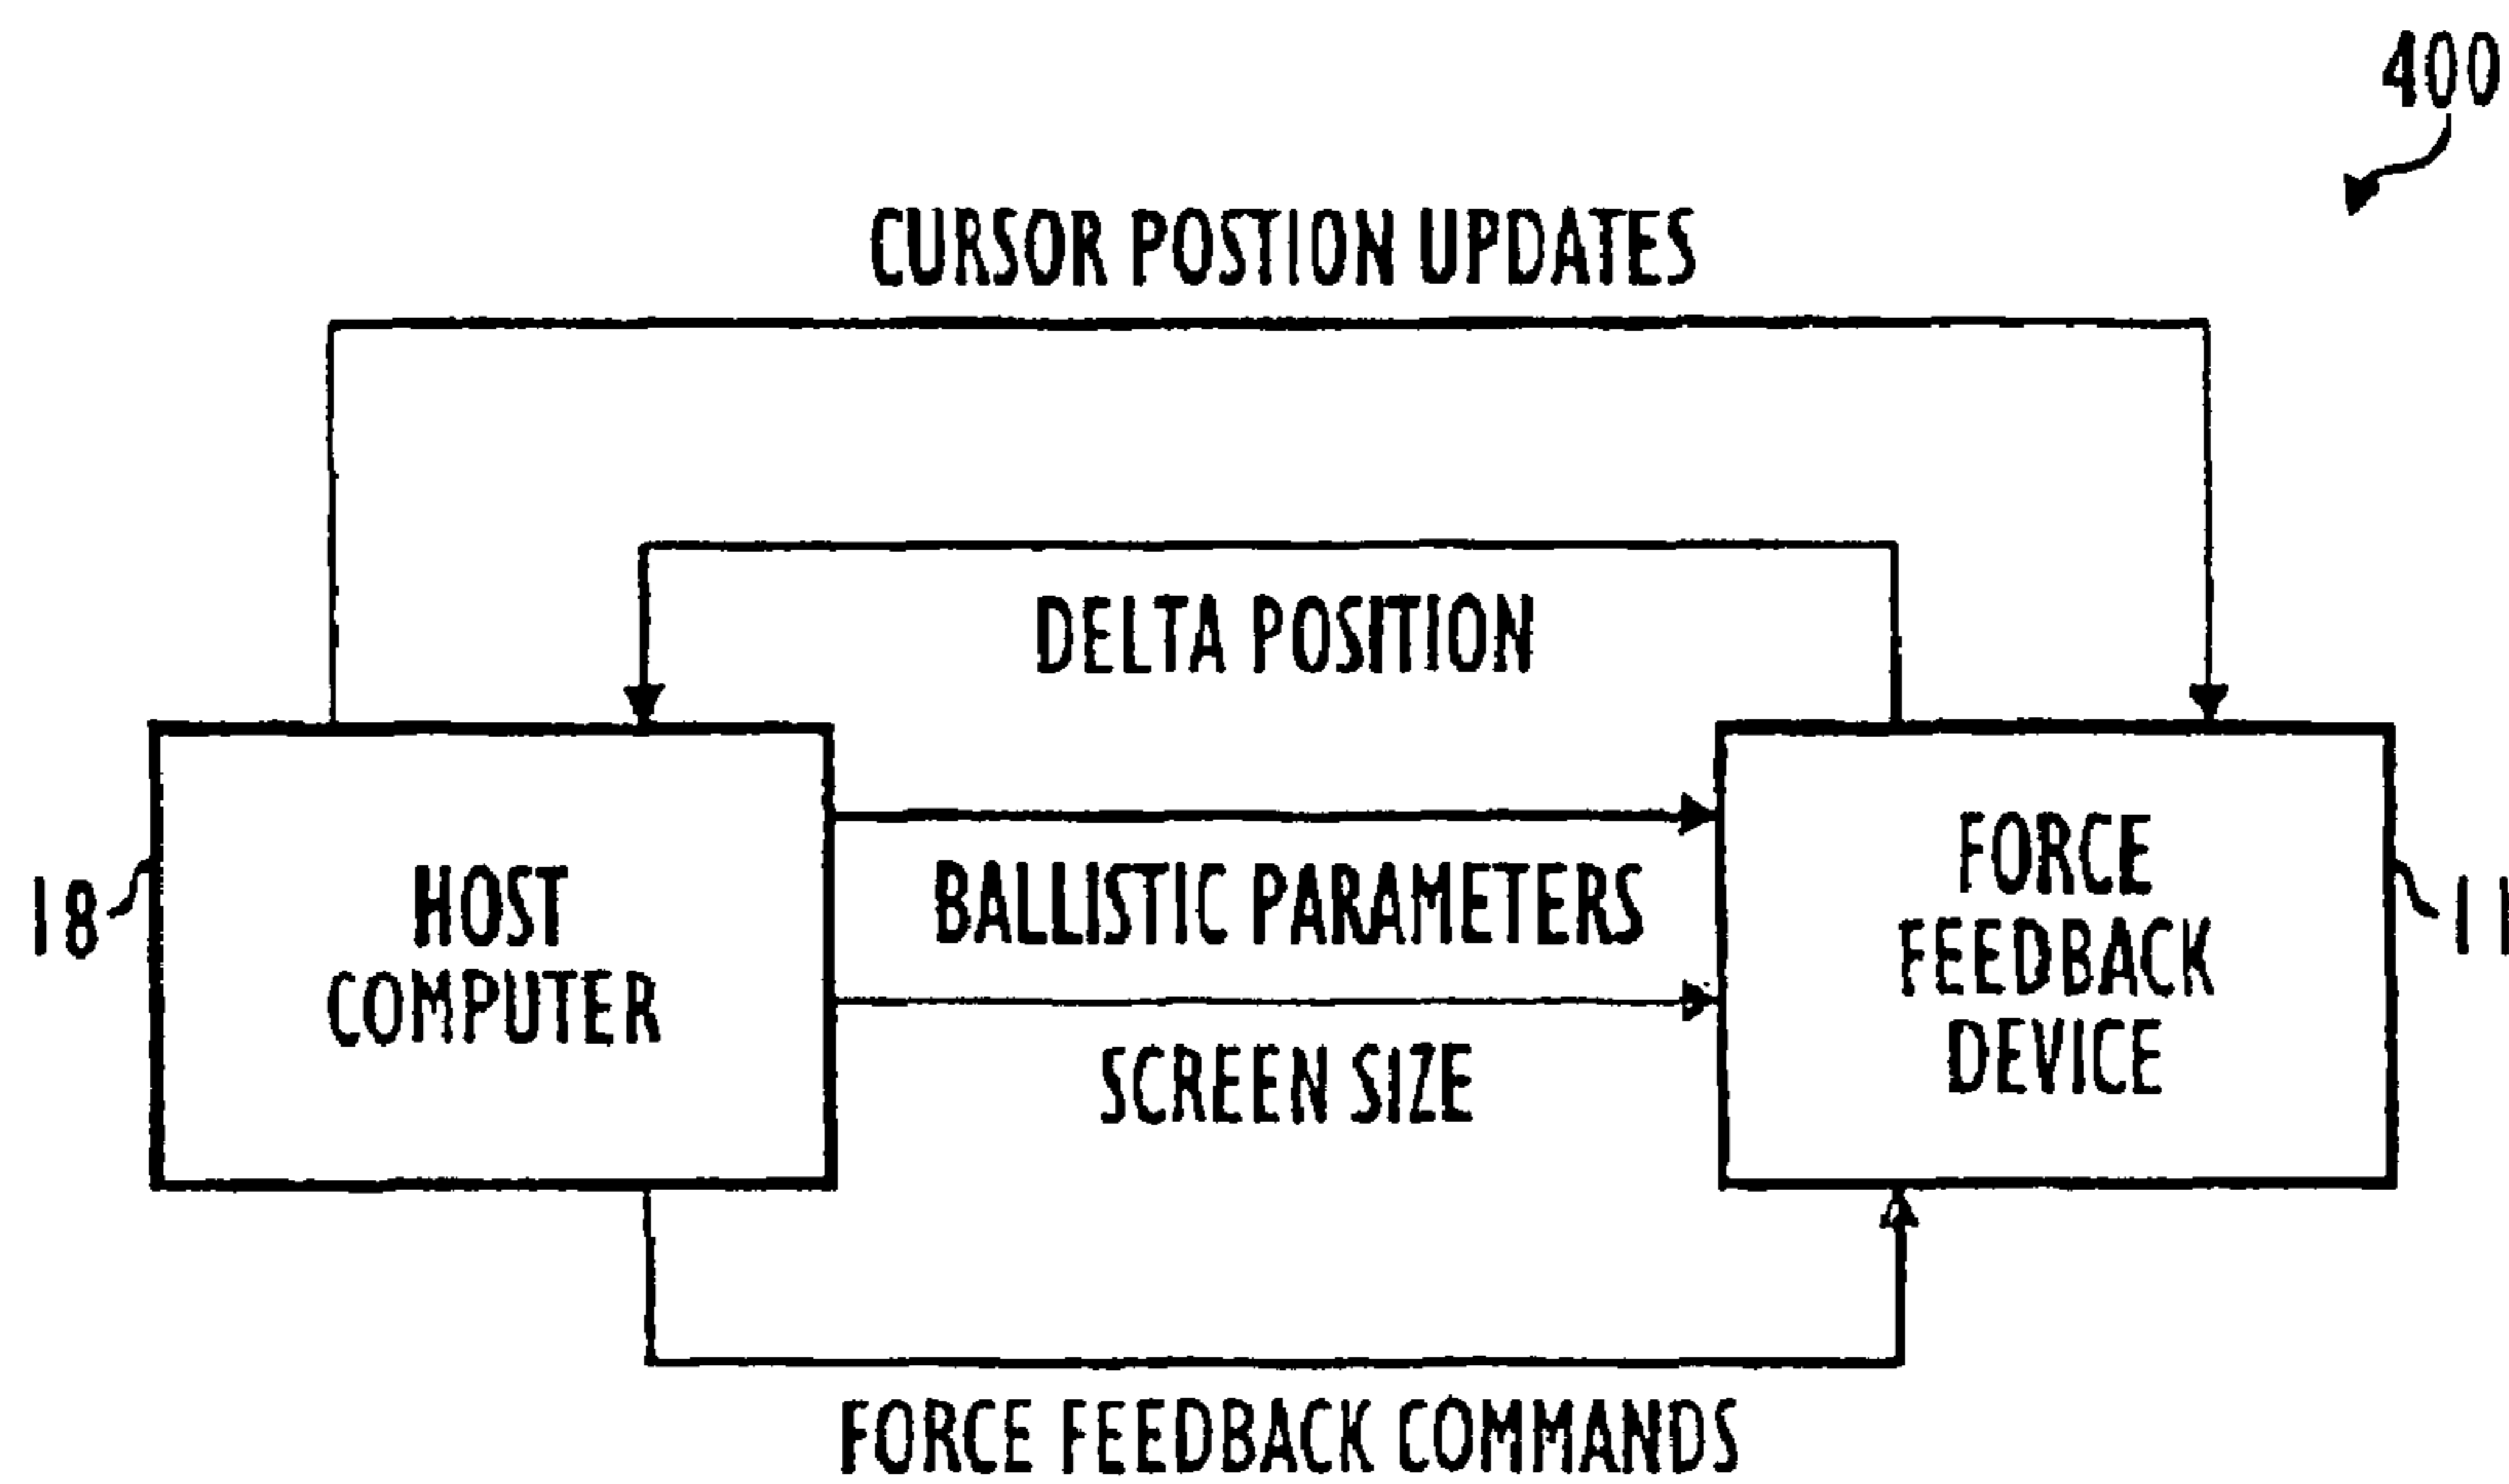 400
CURSOR POSTION UPDATES
DELTA POSITION
18
HOST
COMPUTER
BALLISTIC PARAMETERS
SCREEN SIZE
FORCE
FEEDBACK
DEVICE
11
FORCE FEEDBACK COMMANDS